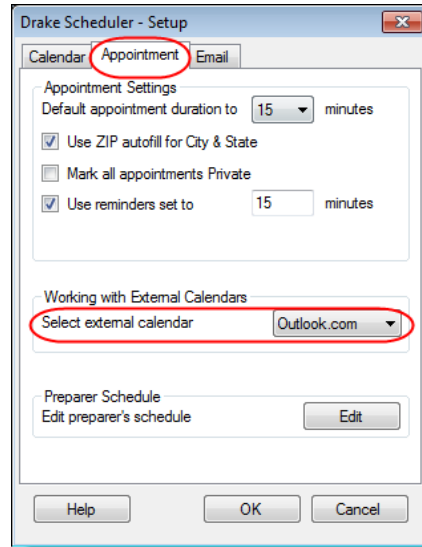 Drake Scheduler - Setup
Calendar Appointment Email
Appointment Settings
Default appointment duration to 15 minutes
Use ZIP autofill for City & State
Mark all appointments Private
Use reminders set to 15 minutes
Working with External Calendars
Select external calendar Outlook.com
Preparer Schedule
Edit preparer's schedule Edit
Help OK Cancel